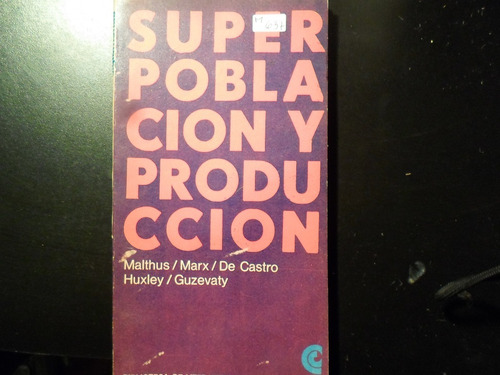 SUPER
POBLA
CION Y
PRODU
CCION
Malthus / Marx / De Castro
Huxley / Guzevaty